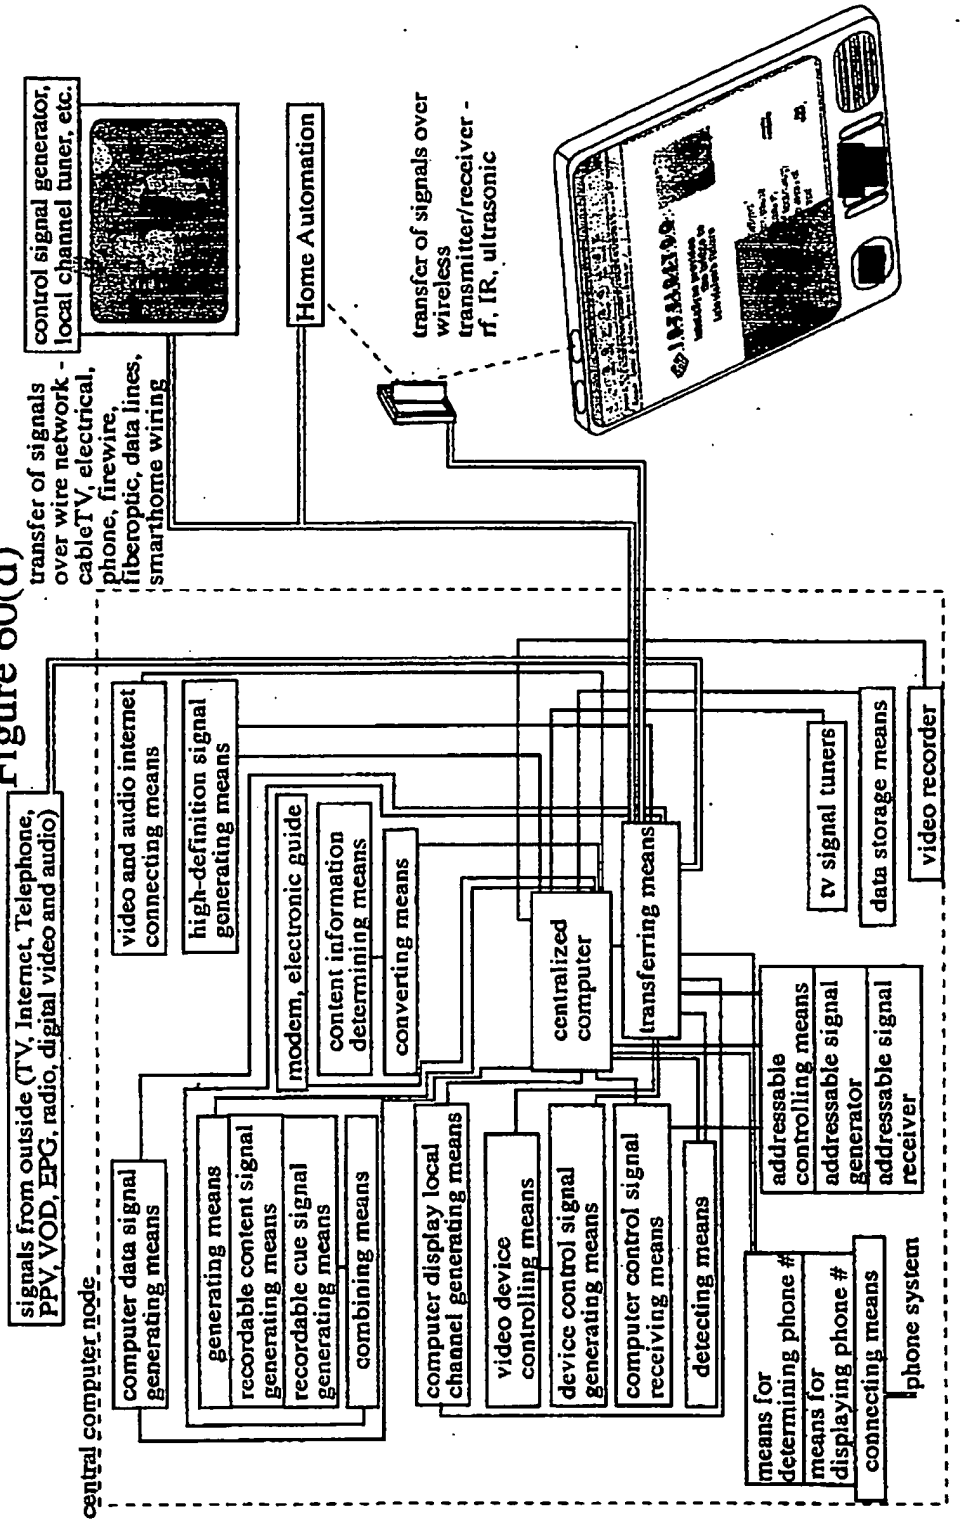 Figure 60(d)
signals from outside (TV, Internet, Telephone,
PPV, VOD, EPG, radio, digital video and audio)
central computer node
computer data signal
generating means
generating means
recordable content signal
generating means
recordable cue signal
generating means
combining means
computer display local
channel generating means
video device
controlling means
device control signal
generating means
computer control signal
receiving means
detecting means
means for
determining phone #
means for
displaying phone #
connecting means
phone system
video and audio internet
connecting means
high-definition signal
generating means
modem, electronic guide
content information
determining means
converting means
centralized
computer
transferring means
addressable
controlling means
addressable signal
generator
addressable signal
receiver
tv signal tuners
data storage means
video recorder
transfer of signals
over wire network -
cableTV, electrical,
phone, firewire,
fiberoptic, data lines,
smarthome wiring
control signal generator,
local channel tuner, etc.
Home Automation
transfer of signals over
wireless
transmitter/receiver -
rf, IR, ultrasonic